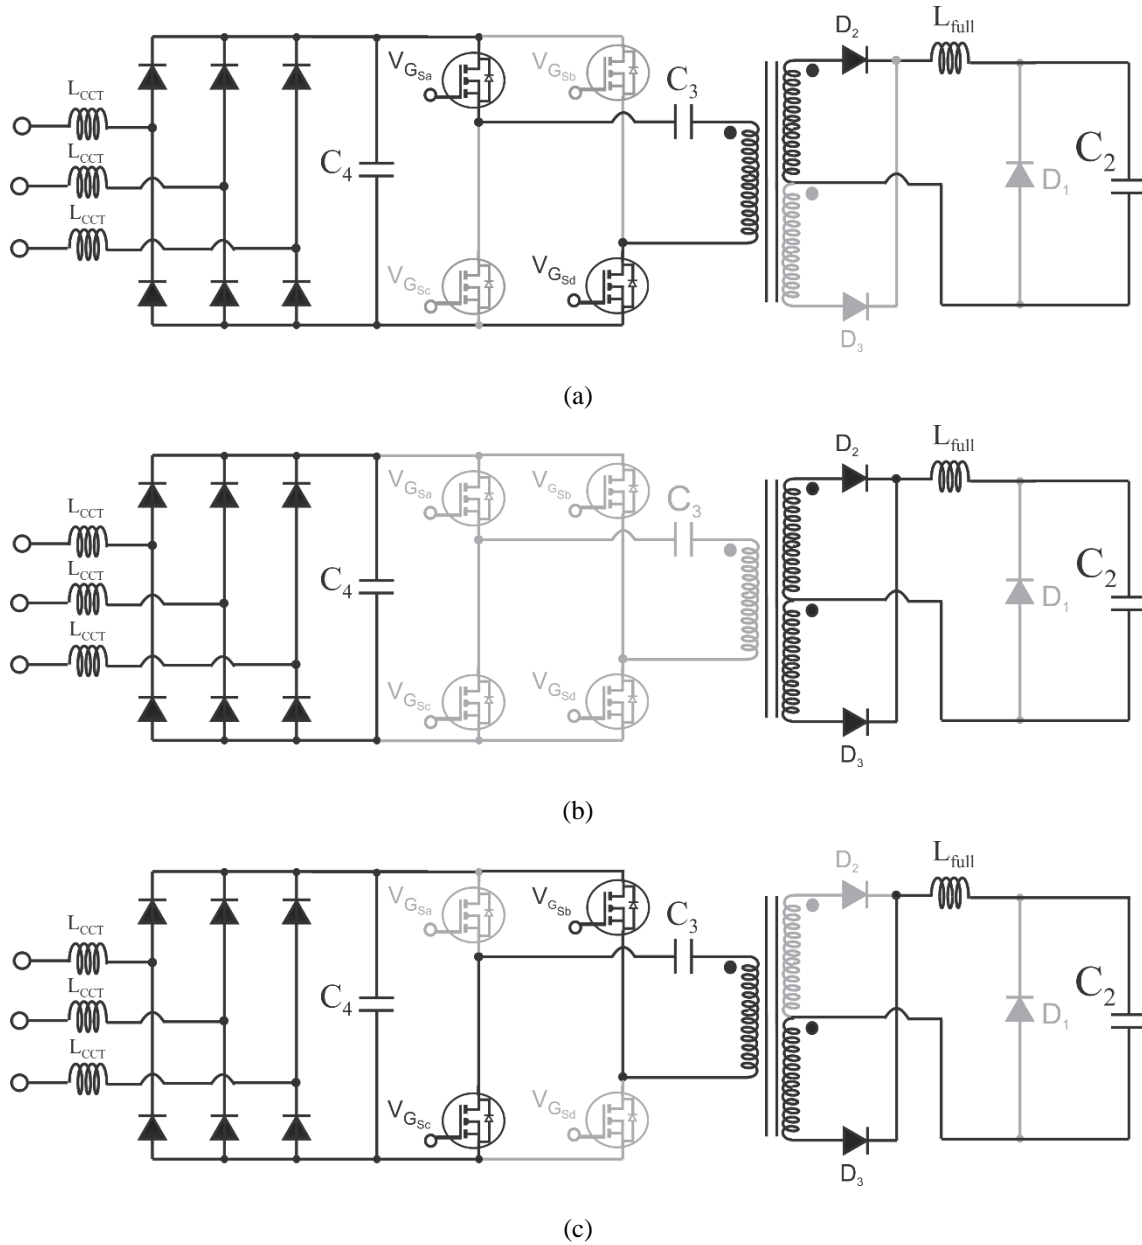 D2
Lfull
LCCT
VGSa
VGSb
C3
LCCT
C4
C2
D1
LCCT
VGSc
VGSd
D3
(a)
D2
Lfull
LCCT
VGSa
VGSb
C3
LCCT
C4
C2
D1
LCCT
VGSc
VGSd
D3
(b)
D2
Lfull
LCCT
VGSa
VGSb
C3
LCCT
C4
C2
D1
LCCT
VGSc
VGSd
D3
(c)